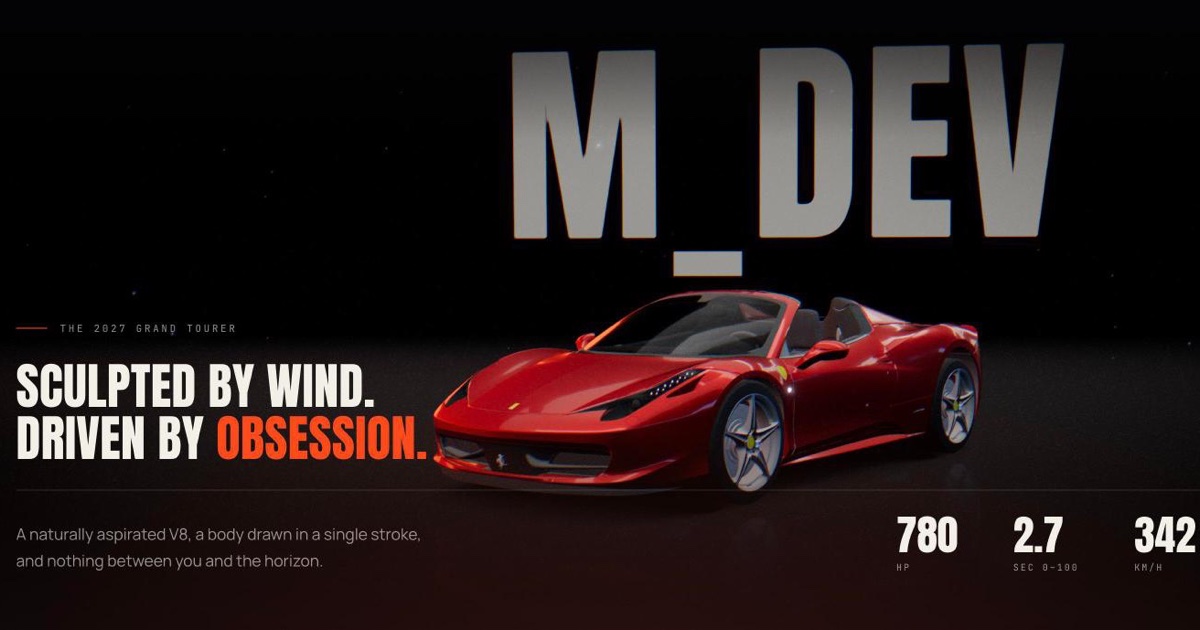 M_DEV
THE 2027 GRAND TOURER
SCULPTED BY WIND.
DRIVEN BY OBSESSION.
A naturally aspirated V8, a body drawn in a single stroke,
and nothing between you and the horizon.
780
HP
2.7
SEC 0–100
342
KM/H